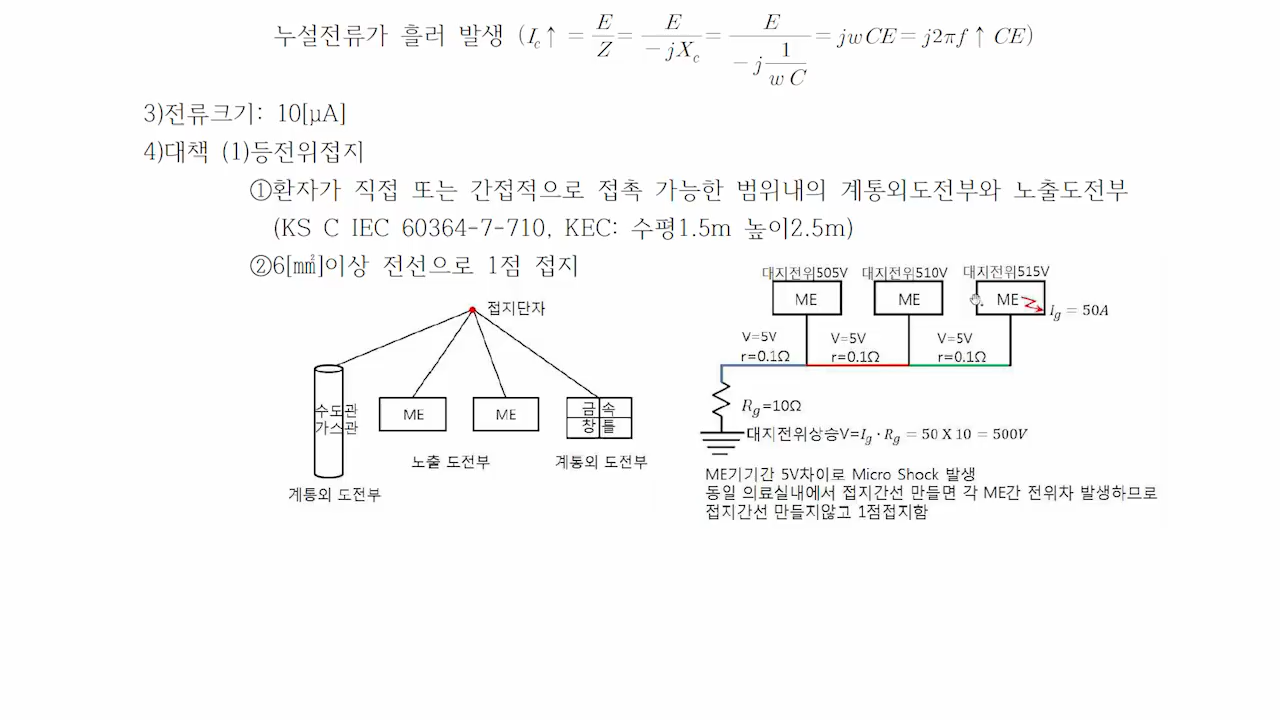 누설전류가 흘러 발생 (I_c↑ = E/Z = E/(-jX_c) = E/(-j 1/(wC)) = jwCE = j2πf↑CE)
3)전류크기: 10[μA]
4)대책 (1)등전위접지
①환자가 직접 또는 간접적으로 접촉 가능한 범위내의 계통외도전부와 노출도전부
(KS C IEC 60364-7-710, KEC: 수평1.5m 높이2.5m)
②6[㎟]이상 전선으로 1점 접지
접지단자
수도관
가스관
ME
ME
금속
창틀
노출 도전부
계통외 도전부
계통외 도전부
대지전위505V
대지전위510V
대지전위515V
ME
ME
ME
I_g = 50A
V=5V
r=0.1Ω
V=5V
r=0.1Ω
V=5V
r=0.1Ω
R_g=10Ω
대지전위상승V=I_g·R_g = 50 X 10 = 500V
ME기기간 5V차이로 Micro Shock 발생
동일 의료실내에서 접지간선 만들면 각 ME간 전위차 발생하므로
접지간선 만들지않고 1점접지함